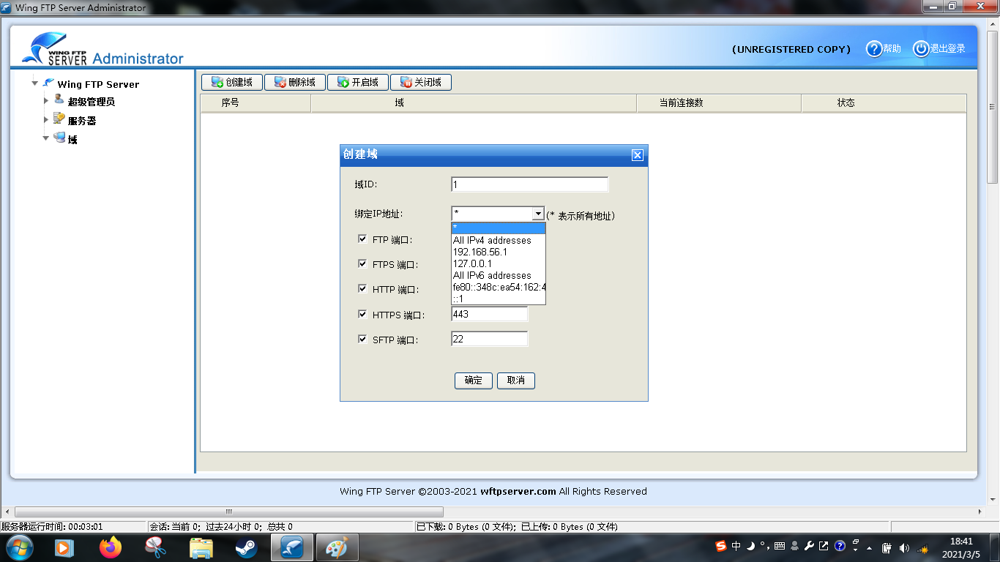 Wing FTP Server Administrator
WING FTP
SERVER Administrator
(UNREGISTERED COPY) 帮助 退出登录
Wing FTP Server
超级管理员
服务器
域
创建域 删除域 开启域 关闭域
序号 域 当前连接数 状态
创建域
域ID: 1
绑定IP地址: * (* 表示所有地址)
*
All IPv4 addresses
192.168.56.1
127.0.0.1
All IPv6 addresses
fe80::348c:ea54:162:4
::1
FTP 端口:
FTPS 端口:
HTTP 端口:
HTTPS 端口: 443
SFTP 端口: 22
确定 取消
Wing FTP Server ©2003-2021 wftpserver.com All Rights Reserved
服务器运行时间: 00:03:01 会话: 当前 0; 过去24小时 0; 总共 0 已下载: 0 Bytes (0 文件); 已上传: 0 Bytes (0 文件)
中
18:41
2021/3/5